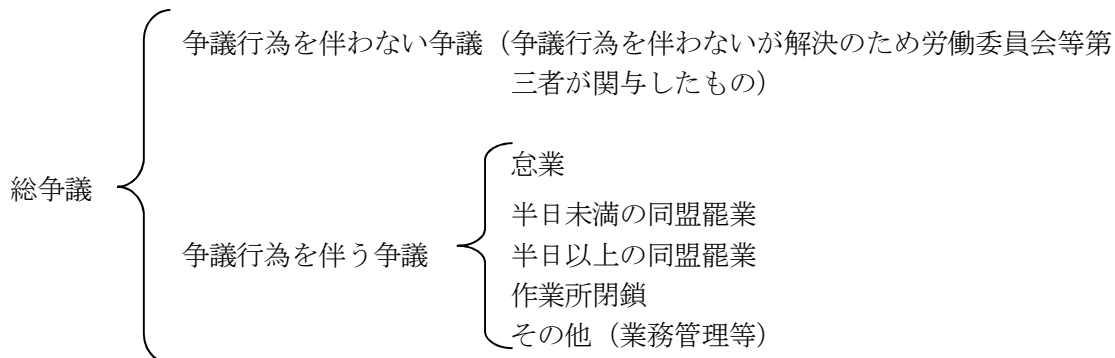 争議行為を伴わない争議（争議行為を伴わないが解決のため労働委員会等第
三者が関与したもの）
総争議
争議行為を伴う争議
怠業
半日未満の同盟罷業
半日以上の同盟罷業
作業所閉鎖
その他（業務管理等）